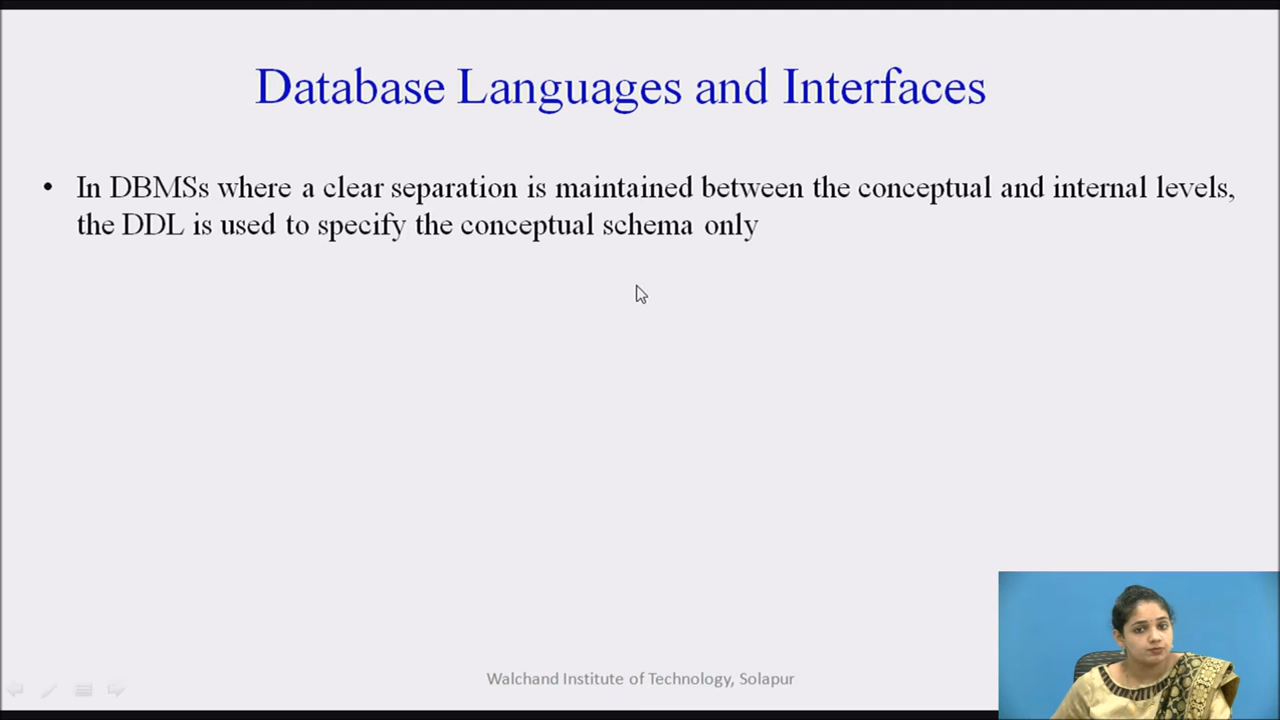 Database Languages and Interfaces
• In DBMSs where a clear separation is maintained between the conceptual and internal levels,
the DDL is used to specify the conceptual schema only
Walchand Institute of Technology, Solapur